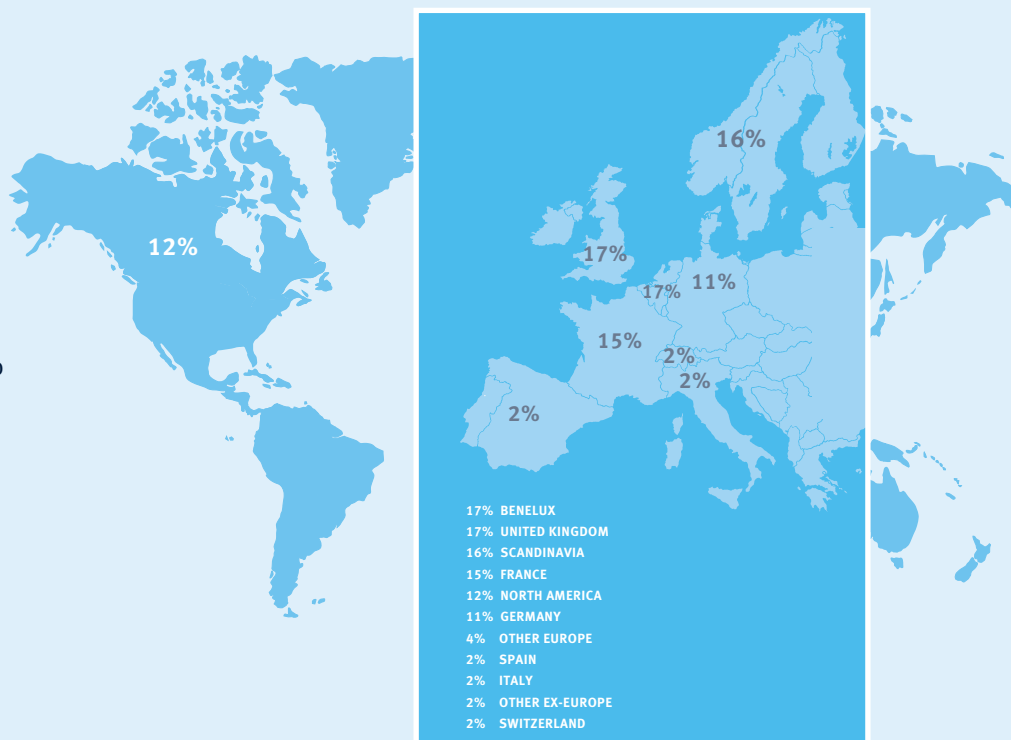 16%
12%
17%
11%
17%
15%
2%
2%
2%
17% BENELUX
17% UNITED KINGDOM
16% SCANDINAVIA
15% FRANCE
12% NORTH AMERICA
11% GERMANY
4% OTHER EUROPE
2% SPAIN
2% ITALY
2% OTHER EX-EUROPE
2% SWITZERLAND